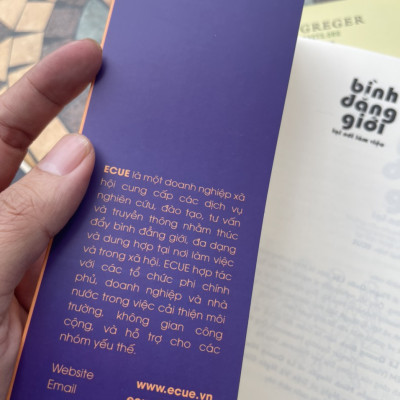 GREGER
bình
đẳng
giới
tại nơi làm việc
ECUE là một doanh nghiệp xã
hội cung cấp các dịch vụ
nghiên cứu, đào tạo, tư vấn
và truyền thông nhằm thúc
đẩy bình đẳng giới, đa dạng
và dung hợp tại nơi làm việc
và trong xã hội. ECUE hợp tác
với các tổ chức phi chính
phủ, doanh nghiệp và nhà
nước trong việc cải thiện môi
trường, không gian công
cộng, và hỗ trợ cho các
nhóm yếu thế.
Website www.ecue.vn
Email